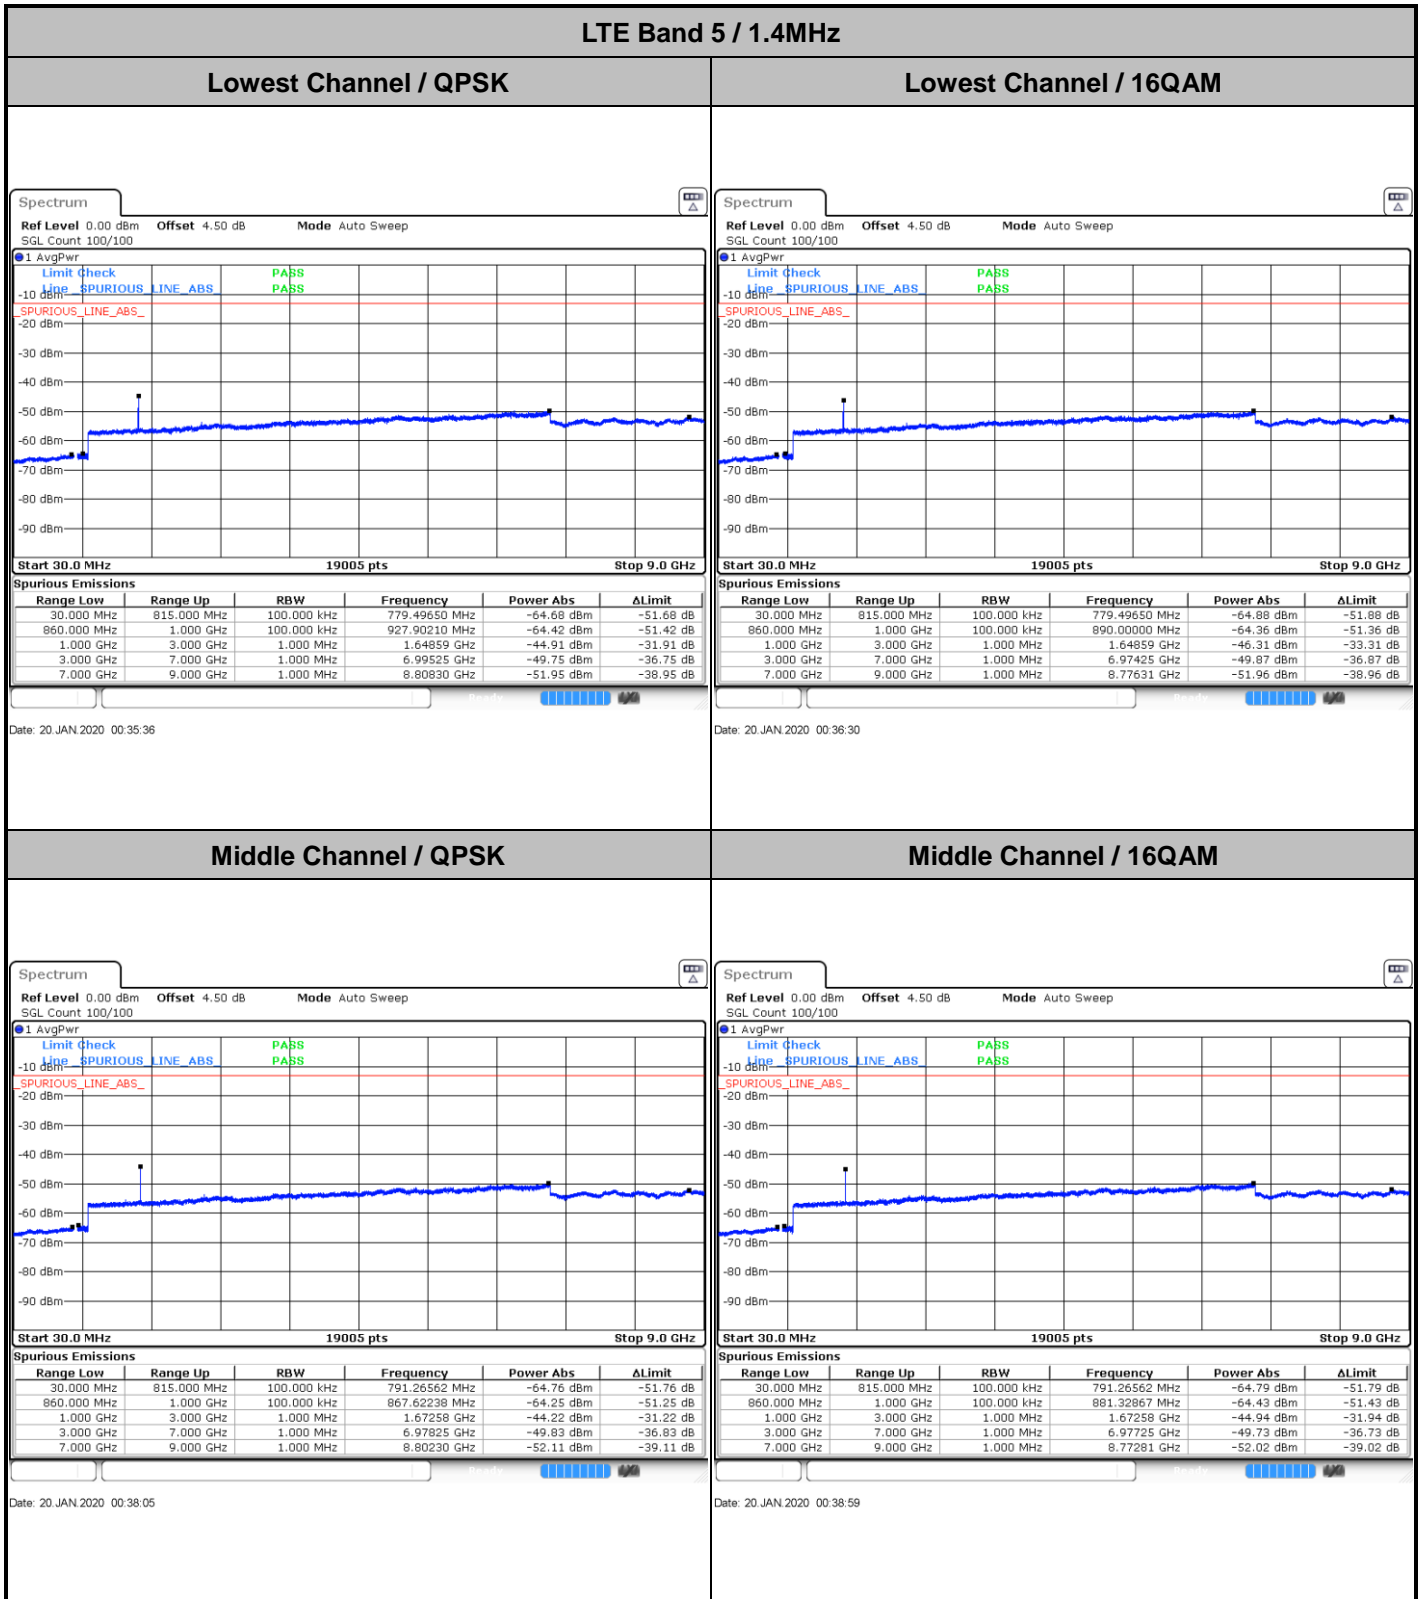 LTE Band 5 / 1.4MHz
Lowest Channel / QPSK
Lowest Channel / 16QAM
Spectrum
Ref Level 0.00 dBm Offset 4.50 dB Mode Auto Sweep
SGL Count 100/100
1 AvgPwr
Limit Check PASS
Line _SPURIOUS_LINE_ABS_ PASS
-10 dBm
_SPURIOUS_LINE_ABS_
-20 dBm
-30 dBm
-40 dBm
-50 dBm
-60 dBm
-70 dBm
-80 dBm
-90 dBm
Start 30.0 MHz 19005 pts Stop 9.0 GHz
Spurious Emissions
Range Low Range Up RBW Frequency Power Abs ΔLimit
30.000 MHz 815.000 MHz 100.000 kHz 779.49650 MHz -64.68 dBm -51.68 dB
860.000 MHz 1.000 GHz 100.000 kHz 927.90210 MHz -64.42 dBm -51.42 dB
1.000 GHz 3.000 GHz 1.000 MHz 1.64859 GHz -44.91 dBm -31.91 dB
3.000 GHz 7.000 GHz 1.000 MHz 6.99525 GHz -49.75 dBm -36.75 dB
7.000 GHz 9.000 GHz 1.000 MHz 8.80830 GHz -51.95 dBm -38.95 dB
Date: 20.JAN.2020 00:35:36
Spectrum
Ref Level 0.00 dBm Offset 4.50 dB Mode Auto Sweep
SGL Count 100/100
1 AvgPwr
Limit Check PASS
Line _SPURIOUS_LINE_ABS_ PASS
-10 dBm
_SPURIOUS_LINE_ABS_
-20 dBm
-30 dBm
-40 dBm
-50 dBm
-60 dBm
-70 dBm
-80 dBm
-90 dBm
Start 30.0 MHz 19005 pts Stop 9.0 GHz
Spurious Emissions
Range Low Range Up RBW Frequency Power Abs ΔLimit
30.000 MHz 815.000 MHz 100.000 kHz 779.49650 MHz -64.88 dBm -51.88 dB
860.000 MHz 1.000 GHz 100.000 kHz 890.00000 MHz -64.36 dBm -51.36 dB
1.000 GHz 3.000 GHz 1.000 MHz 1.64859 GHz -46.31 dBm -33.31 dB
3.000 GHz 7.000 GHz 1.000 MHz 6.97425 GHz -49.87 dBm -36.87 dB
7.000 GHz 9.000 GHz 1.000 MHz 8.77631 GHz -51.96 dBm -38.96 dB
Date: 20.JAN.2020 00:36:30
Middle Channel / QPSK
Middle Channel / 16QAM
Spectrum
Ref Level 0.00 dBm Offset 4.50 dB Mode Auto Sweep
SGL Count 100/100
1 AvgPwr
Limit Check PASS
Line _SPURIOUS_LINE_ABS_ PASS
-10 dBm
_SPURIOUS_LINE_ABS_
-20 dBm
-30 dBm
-40 dBm
-50 dBm
-60 dBm
-70 dBm
-80 dBm
-90 dBm
Start 30.0 MHz 19005 pts Stop 9.0 GHz
Spurious Emissions
Range Low Range Up RBW Frequency Power Abs ΔLimit
30.000 MHz 815.000 MHz 100.000 kHz 791.26562 MHz -64.76 dBm -51.76 dB
860.000 MHz 1.000 GHz 100.000 kHz 867.62238 MHz -64.25 dBm -51.25 dB
1.000 GHz 3.000 GHz 1.000 MHz 1.67258 GHz -44.22 dBm -31.22 dB
3.000 GHz 7.000 GHz 1.000 MHz 6.97825 GHz -49.83 dBm -36.83 dB
7.000 GHz 9.000 GHz 1.000 MHz 8.80230 GHz -52.11 dBm -39.11 dB
Date: 20.JAN.2020 00:38:05
Spectrum
Ref Level 0.00 dBm Offset 4.50 dB Mode Auto Sweep
SGL Count 100/100
1 AvgPwr
Limit Check PASS
Line _SPURIOUS_LINE_ABS_ PASS
-10 dBm
_SPURIOUS_LINE_ABS_
-20 dBm
-30 dBm
-40 dBm
-50 dBm
-60 dBm
-70 dBm
-80 dBm
-90 dBm
Start 30.0 MHz 19005 pts Stop 9.0 GHz
Spurious Emissions
Range Low Range Up RBW Frequency Power Abs ΔLimit
30.000 MHz 815.000 MHz 100.000 kHz 791.26562 MHz -64.79 dBm -51.79 dB
860.000 MHz 1.000 GHz 100.000 kHz 881.32867 MHz -64.43 dBm -51.43 dB
1.000 GHz 3.000 GHz 1.000 MHz 1.67258 GHz -44.94 dBm -31.94 dB
3.000 GHz 7.000 GHz 1.000 MHz 6.97725 GHz -49.73 dBm -36.73 dB
7.000 GHz 9.000 GHz 1.000 MHz 8.77281 GHz -52.02 dBm -39.02 dB
Date: 20.JAN.2020 00:38:59